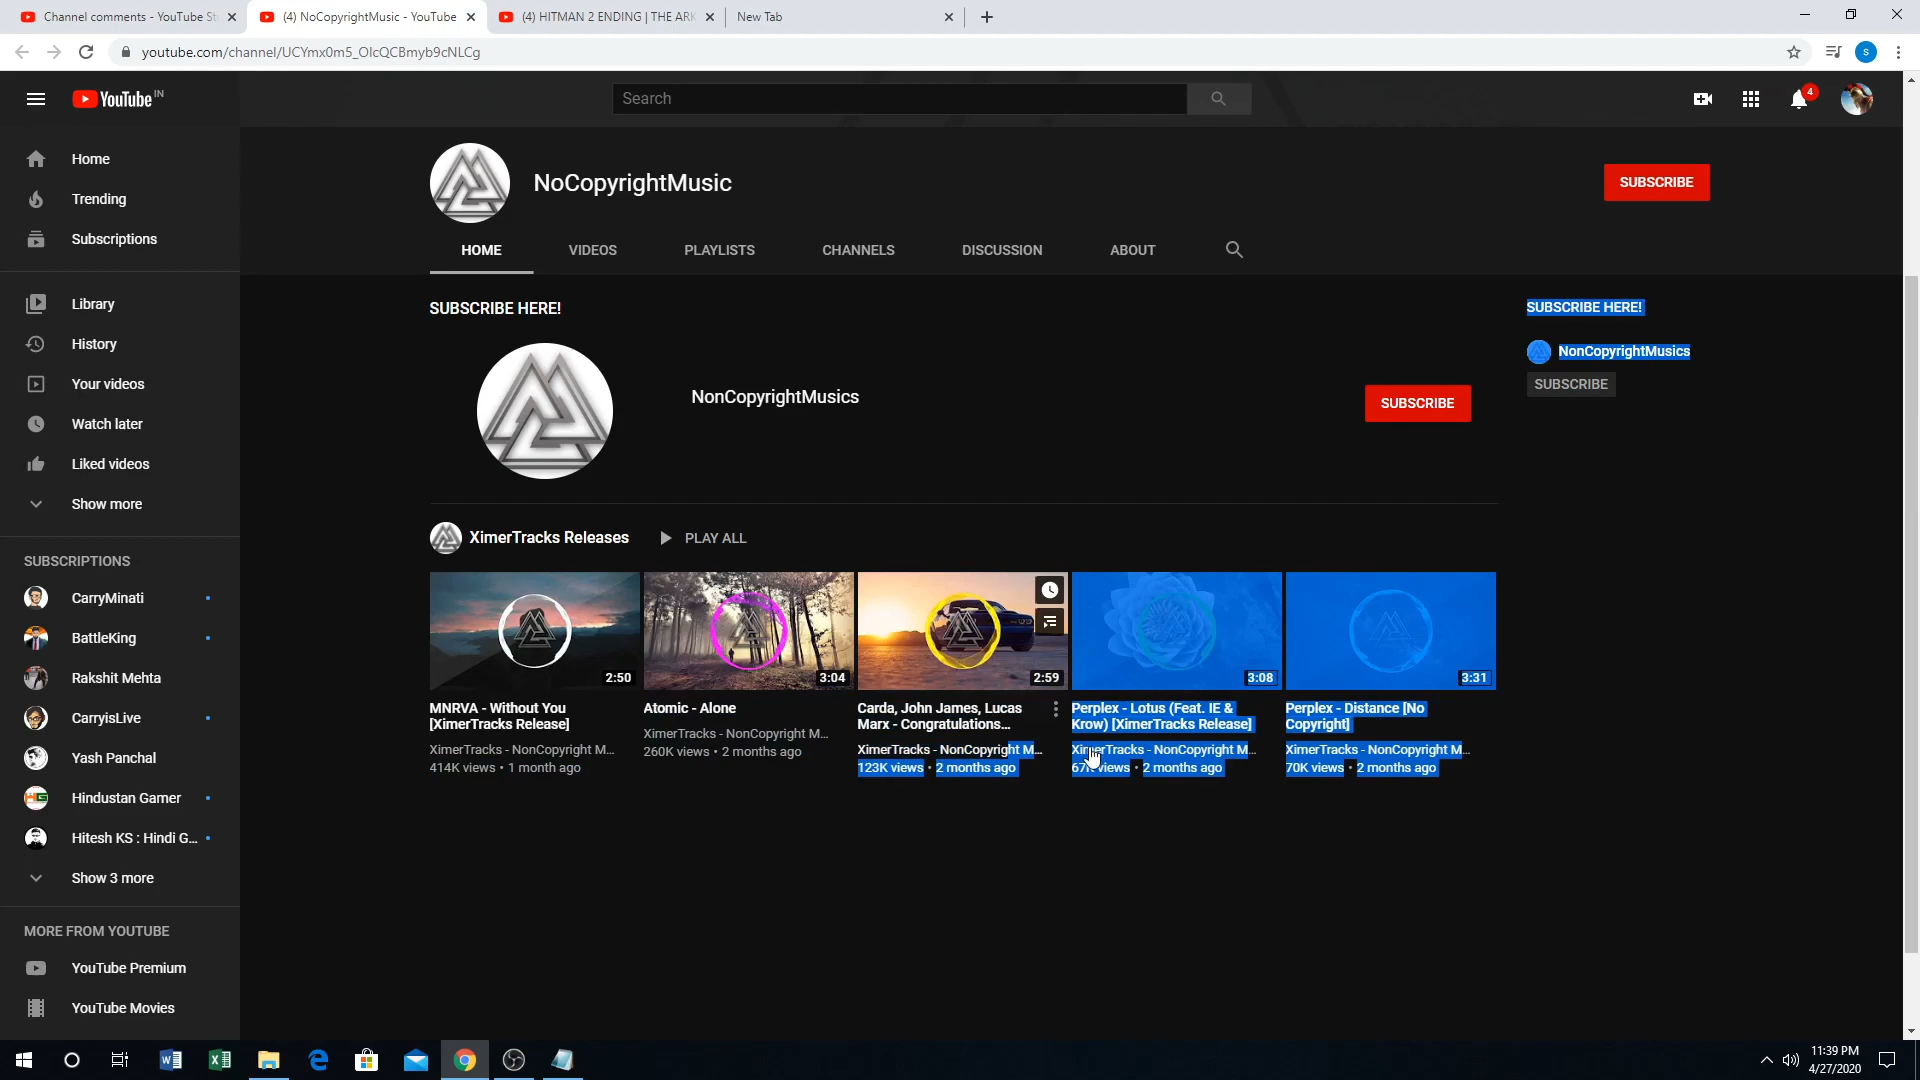 Channel comments - YouTube St
(4) NoCopyrightMusic - YouTube
(4) HITMAN 2 ENDING | THE ARK
New Tab
youtube.com/channel/UCYmx0m5_OlcQCBmyb9cNLCg
s
YouTube IN
Search
4
Home
Trending
Subscriptions
Library
History
Your videos
Watch later
Liked videos
Show more
SUBSCRIPTIONS
CarryMinati
BattleKing
Rakshit Mehta
CarryisLive
Yash Panchal
Hindustan Gamer
Hitesh KS : Hindi G...
Show 3 more
MORE FROM YOUTUBE
YouTube Premium
YouTube Movies
NoCopyrightMusic
SUBSCRIBE
HOME
VIDEOS
PLAYLISTS
CHANNELS
DISCUSSION
ABOUT
SUBSCRIBE HERE!
NonCopyrightMusics
SUBSCRIBE
XimerTracks Releases
PLAY ALL
2:50
MNRVA - Without You
[XimerTracks Release]
XimerTracks - NonCopyright M...
414K views • 1 month ago
3:04
Atomic - Alone
XimerTracks - NonCopyright M...
260K views • 2 months ago
2:59
Carda, John James, Lucas
Marx - Congratulations...
XimerTracks - NonCopyright M...
123K views • 2 months ago
3:08
Perplex - Lotus (Feat. IE &
Krow) [XimerTracks Release]
XimerTracks - NonCopyright M...
67K views • 2 months ago
3:31
Perplex - Distance [No
Copyright]
XimerTracks - NonCopyright M...
70K views • 2 months ago
SUBSCRIBE HERE!
NonCopyrightMusics
SUBSCRIBE
11:39 PM
4/27/2020